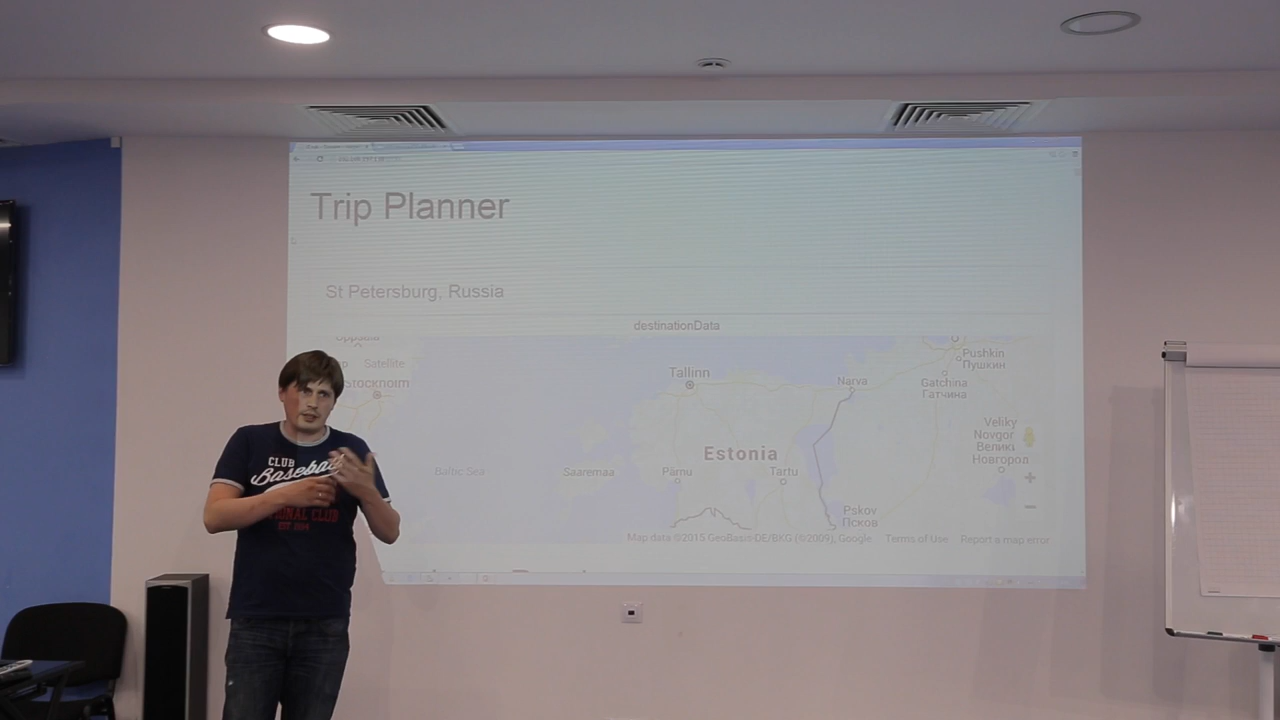 Trip Planner
St Petersburg, Russia
destinationData
Satellite
Stockholm
Tallinn
Narva
Pushkin
Пушкин
Gatchina
Гатчина
Veliky
Novgor
Великі
Новгород
Estonia
Baltic Sea
Saaremaa
Pärnu
Tartu
Pskov
Псков
Map data ©2015 GeoBasis-DE/BKG (©2009), Google
Terms of Use
Report a map error
CLUB
Baseball
NATIONAL CLUB